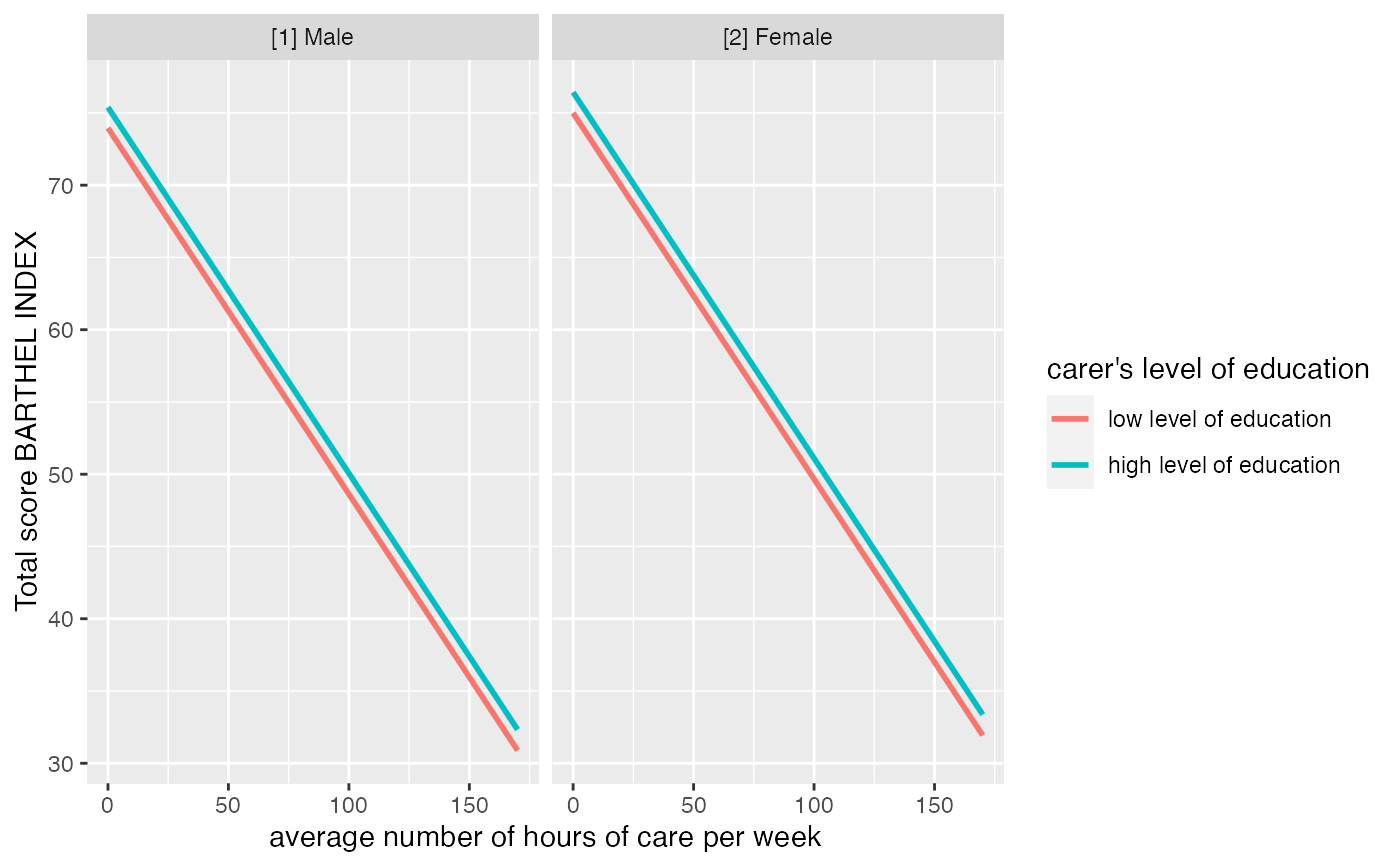 [1] Male
[2] Female
Total score BARTHEL INDEX
70
60
50
40
30
0
50
100
150
0
50
100
150
average number of hours of care per week
carer's level of education
low level of education
high level of education